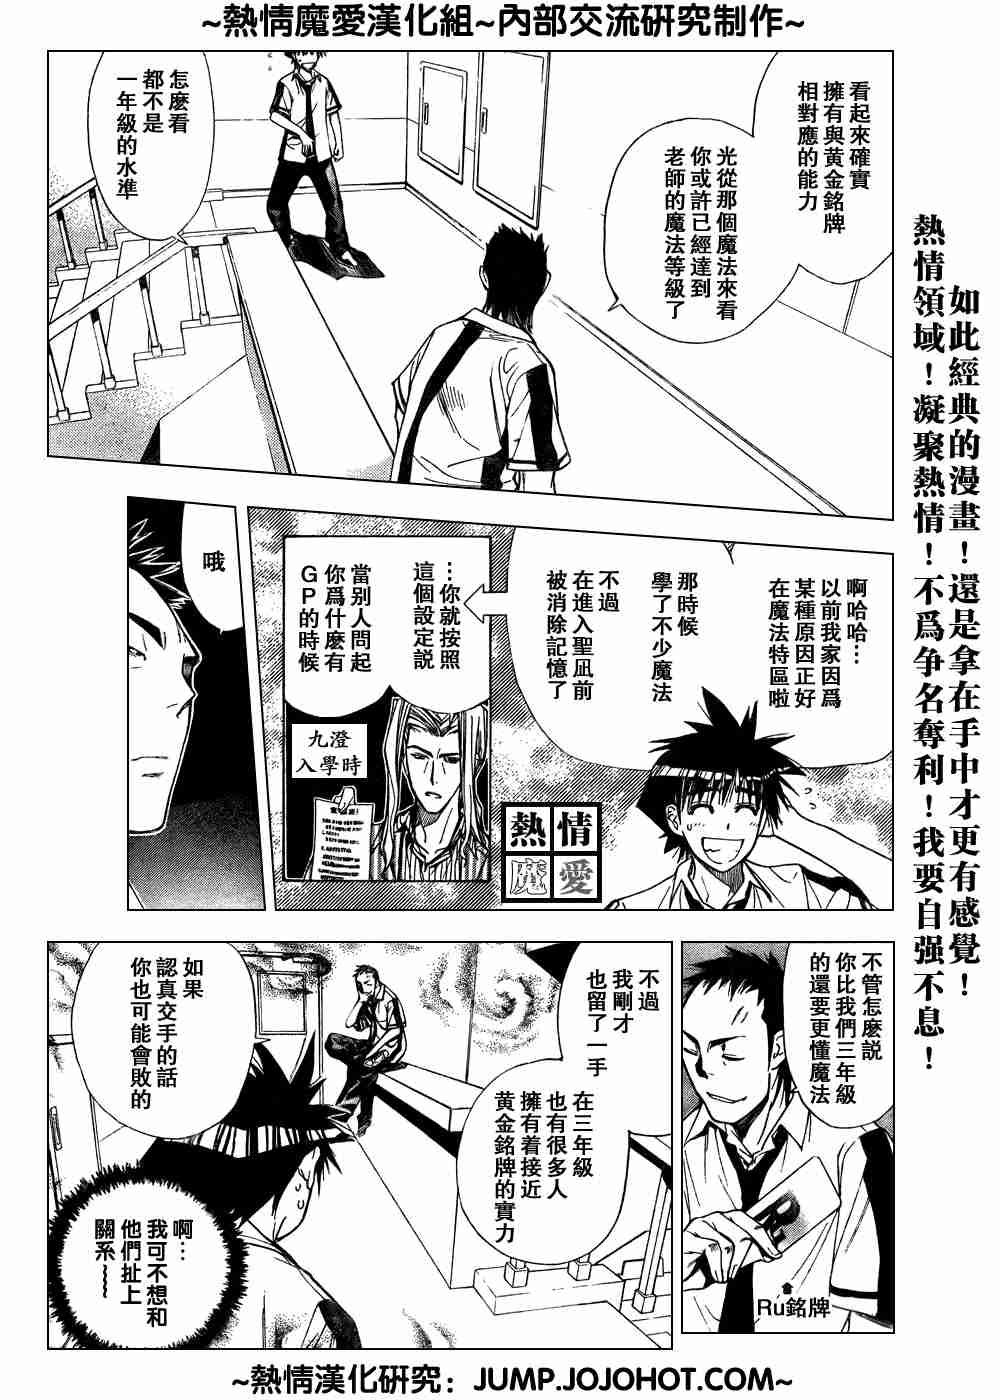 ~熱情魔愛漢化組~內部交流研究制作~
看起來確實
擁有與黃金銘牌
相對應的能力
光從那個魔法來看
你或許已經達到
老師的魔法等級了
怎麼看
都不是
一年級的水準
如此經典的漫畫！還是拿在手中才更有感覺！
熱情領域！凝聚熱情！不爲争名奪利！我要自强不息！
啊哈哈…
以前我家因爲
某種原因正好
在魔法特區啦
那時候
學了不少魔法
不過
在進入聖凪前
被消除記憶了
…你就按照
這個設定說
當别人問起
你爲什麽有
GP的時候
九澄
入學時
熱情
魔愛
哦
不管怎麽説
你比我們三年級
的還要更懂魔法
Ru銘牌
不過
我剛才
也留了一手
在三年級
也有很多人
擁有着接近
黃金銘牌的實力
如果
認真交手的話
你也可能會敗的
啊…
我可不想和
他們扯上
關系~~~
~熱情漢化研究：JUMP.JOJOHOT.COM~